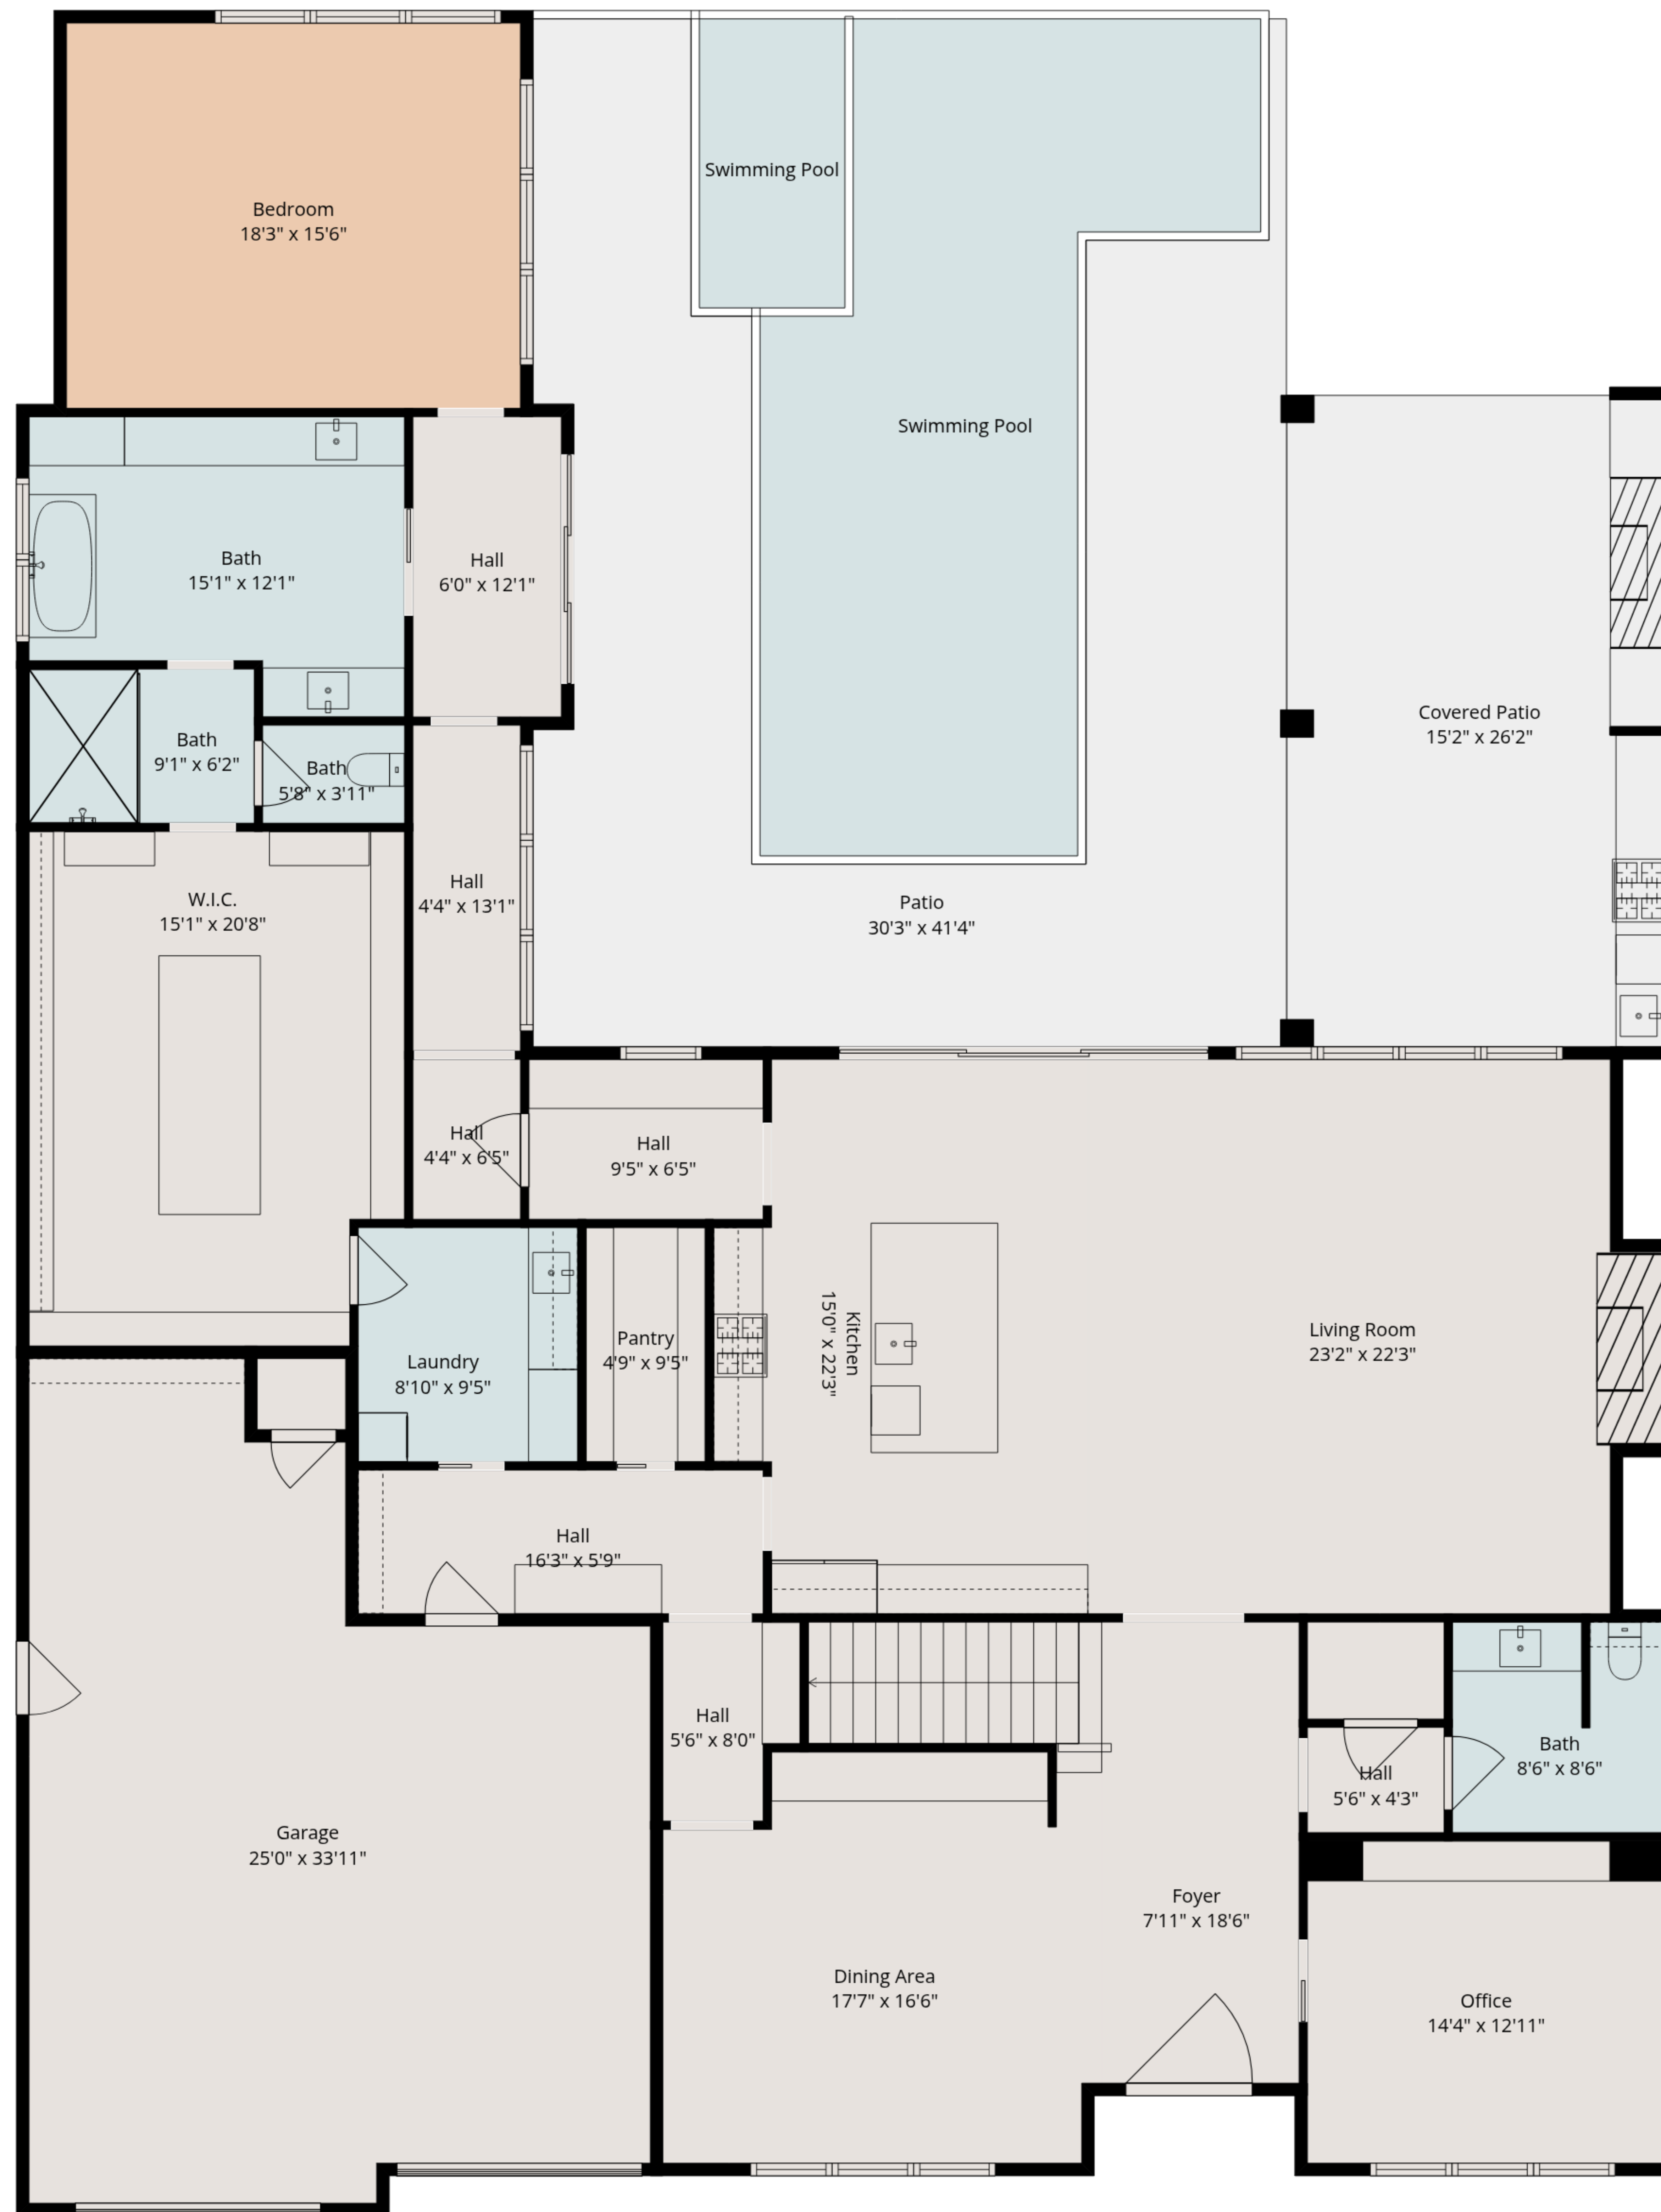 Swimming Pool
Bedroom
18'3" x 15'6"
Swimming Pool
Bath
15'1" x 12'1"
Hall
6'0" x 12'1"
Covered Patio
15'2" x 26'2"
Bath
9'1" x 6'2"
Bath
5'8" x 3'11"
W.I.C.
15'1" x 20'8"
Hall
4'4" x 13'1"
Patio
30'3" x 41'4"
Hall
4'4" x 6'5"
Hall
9'5" x 6'5"
Kitchen
15'0" x 22'3"
Living Room
23'2" x 22'3"
Pantry
4'9" x 9'5"
Laundry
8'10" x 9'5"
Hall
16'3" x 5'9"
Hall
5'6" x 8'0"
Bath
8'6" x 8'6"
Hall
5'6" x 4'3"
Garage
25'0" x 33'11"
Foyer
7'11" x 18'6"
Dining Area
17'7" x 16'6"
Office
14'4" x 12'11"